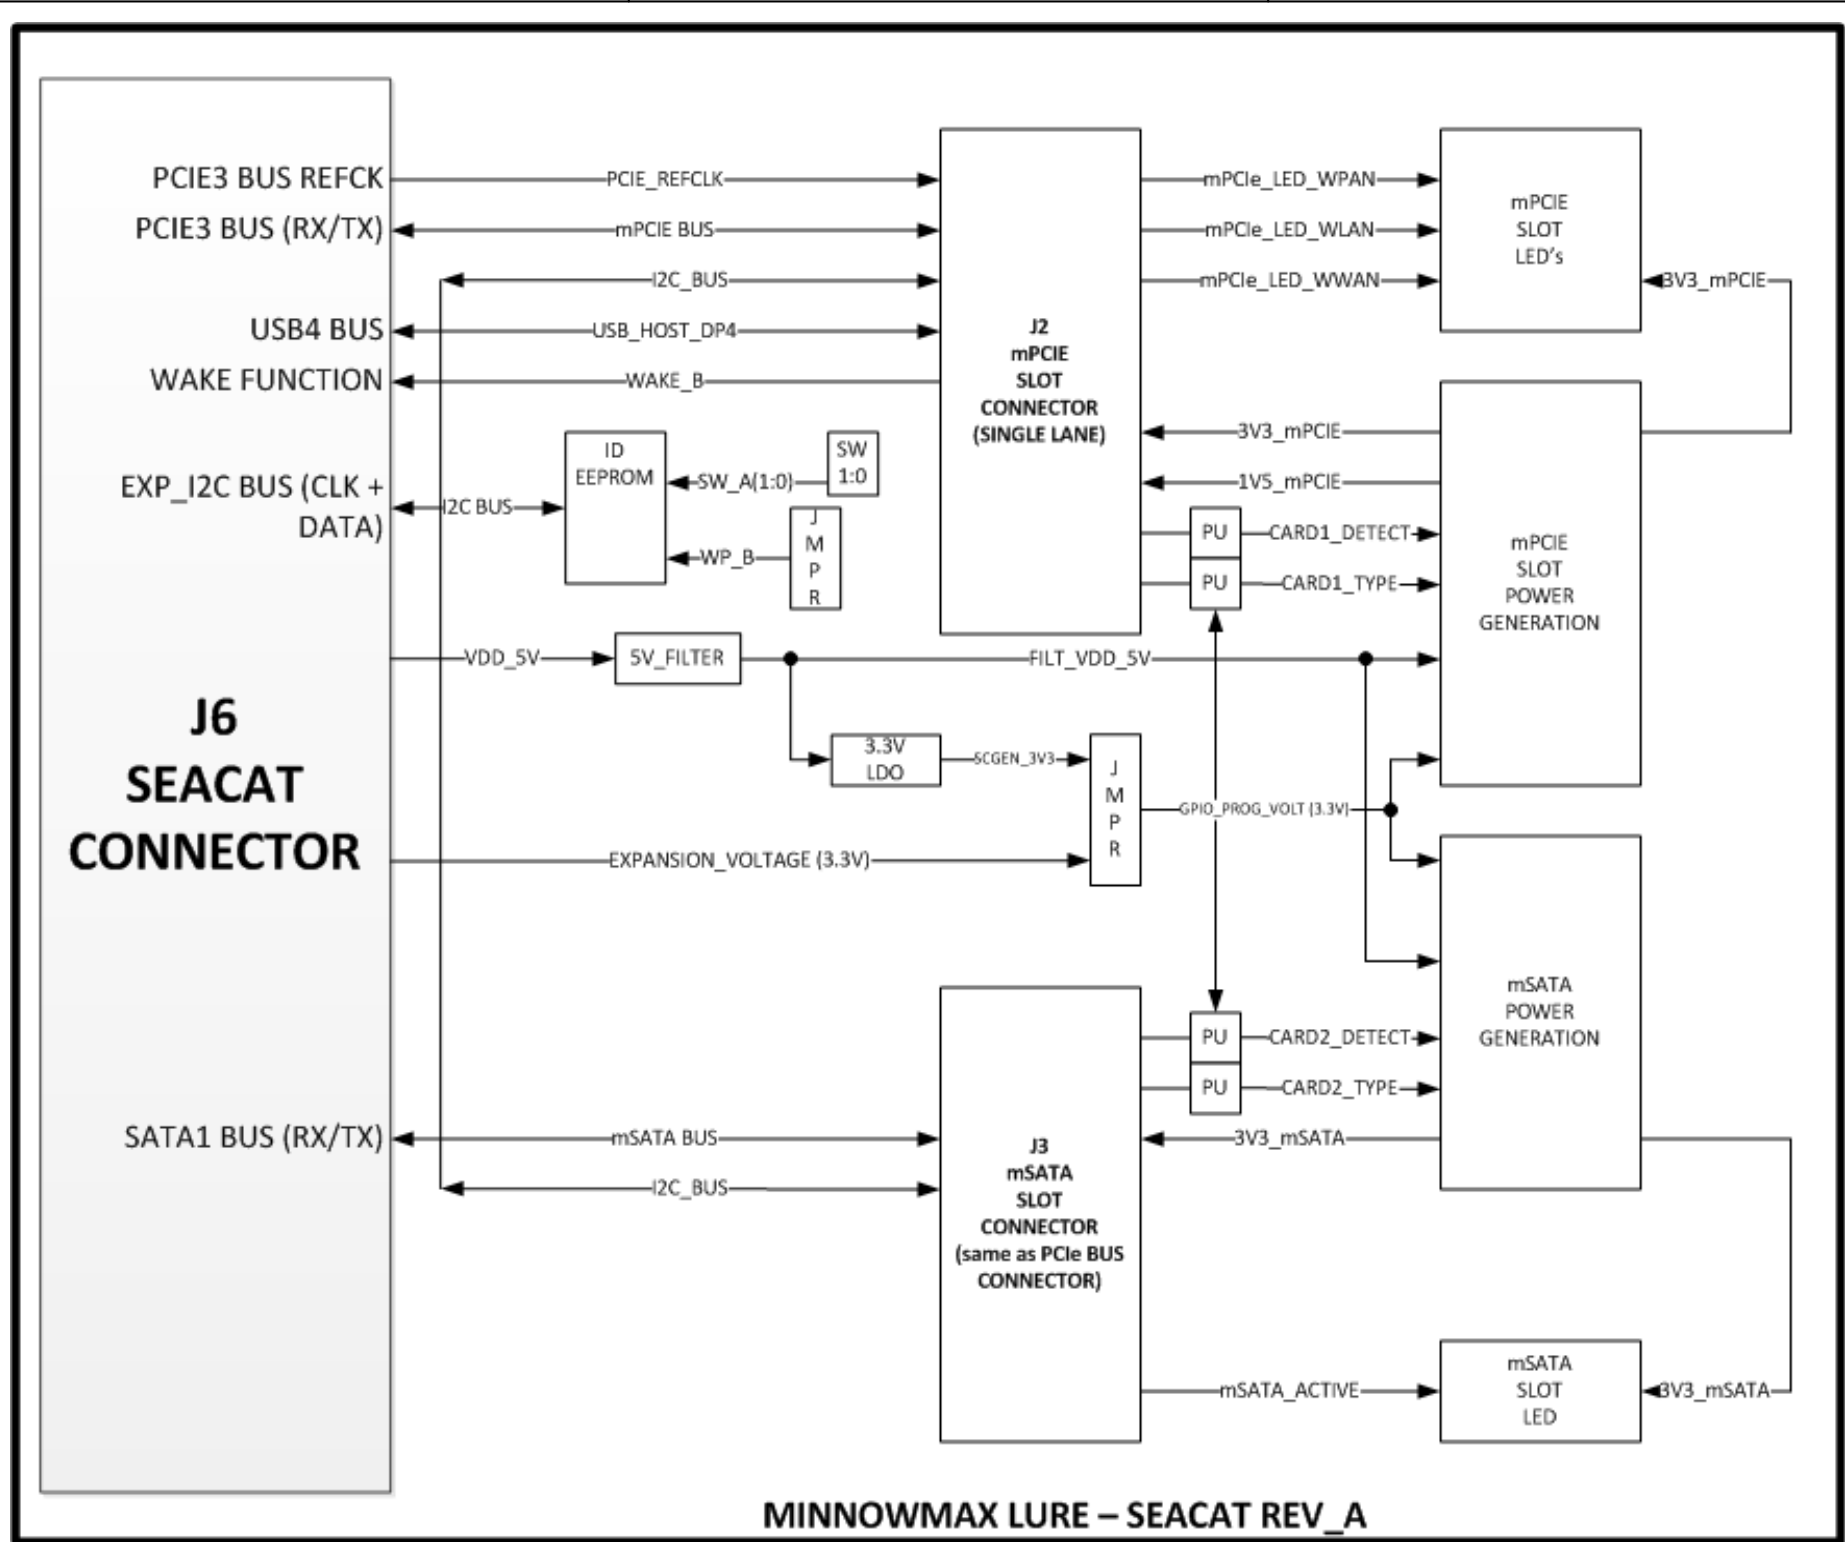 PCIE3 BUS REFCK
PCIE3 BUS (RX/TX)
USB4 BUS
WAKE FUNCTION
EXP_I2C BUS (CLK +
DATA)
J6
SEACAT
CONNECTOR
SATA1 BUS (RX/TX)
PCIE_REFCLK
mPCIE BUS
I2C_BUS
USB_HOST_DP4
WAKE_B
I2C BUS
ID
EEPROM
SW_A(1:0)
SW
1:0
WP_B
J
M
P
R
VDD_5V
5V_FILTER
FILT_VDD_5V
3.3V
LDO
SCGEN_3V3
J
M
P
R
GPIO_PROG_VOLT (3.3V)
EXPANSION_VOLTAGE (3.3V)
mSATA BUS
I2C_BUS
J2
mPCIE
SLOT
CONNECTOR
(SINGLE LANE)
mPCIe_LED_WPAN
mPCIe_LED_WLAN
mPCIe_LED_WWAN
mPCIE
SLOT
LED's
3V3_mPCIE
3V3_mPCIE
1V5_mPCIE
PU
CARD1_DETECT
PU
CARD1_TYPE
mPCIE
SLOT
POWER
GENERATION
mSATA
POWER
GENERATION
PU
CARD2_DETECT
PU
CARD2_TYPE
3V3_mSATA
J3
mSATA
SLOT
CONNECTOR
(same as PCIe BUS
CONNECTOR)
mSATA_ACTIVE
mSATA
SLOT
LED
3V3_mSATA
MINNOWMAX LURE – SEACAT REV_A